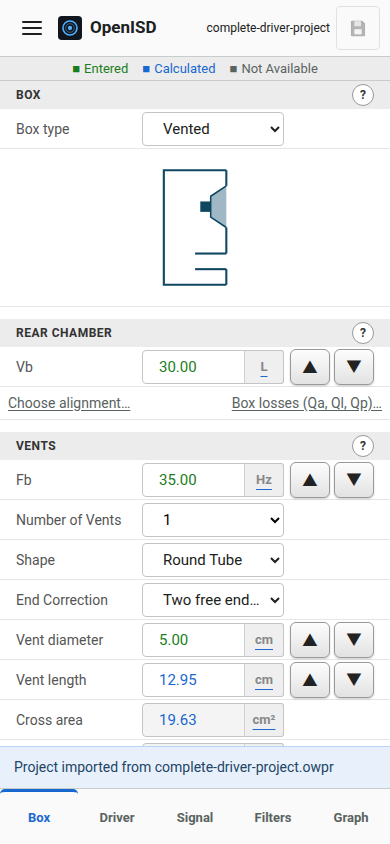 OpenISD
complete-driver-project
Entered
Calculated
Not Available
BOX
?
Box type
Vented
REAR CHAMBER
?
Vb
30.00
L
Choose alignment...
Box losses (Qa, Ql, Qp)...
VENTS
?
Fb
35.00
Hz
Number of Vents
1
Shape
Round Tube
End Correction
Two free end...
Vent diameter
5.00
cm
Vent length
12.95
cm
Cross area
19.63
cm²
Project imported from complete-driver-project.owpr
Box
Driver
Signal
Filters
Graph